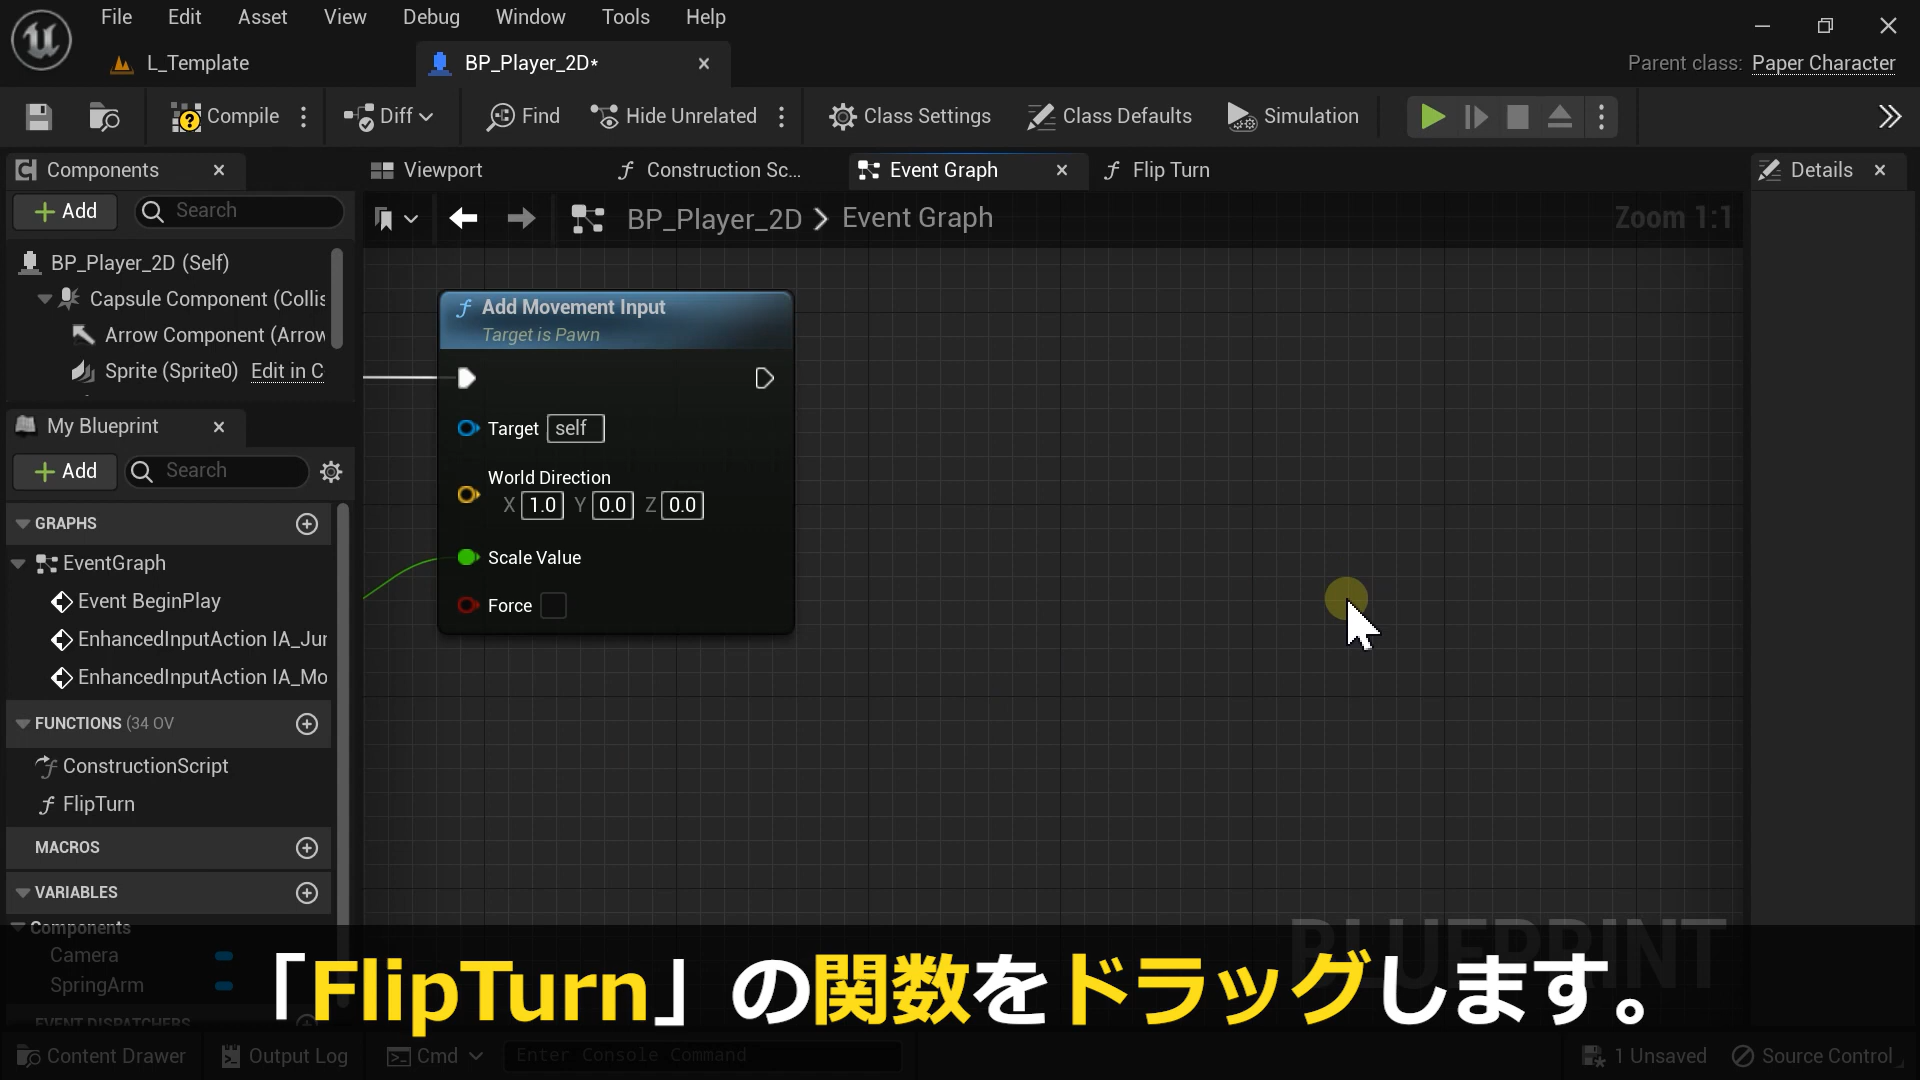 File Edit Asset View Debug Window Tools Help
L_Template
BP_Player_2D*
Parent class: Paper Character
Compile
Diff
Find
Hide Unrelated
Class Settings
Class Defaults
Simulation
Components
Viewport
Construction Sc...
Event Graph
Flip Turn
Details
Add
Search
BP_Player_2D > Event Graph
Zoom 1:1
BP_Player_2D (Self)
Capsule Component (Collis
Arrow Component (Arrow
Sprite (Sprite0) Edit in C
Add Movement Input
Target is Pawn
Target self
World Direction
X 1.0 Y 0.0 Z 0.0
Scale Value
Force
My Blueprint
Add
Search
GRAPHS
EventGraph
Event BeginPlay
EnhancedInputAction IA_Jur
EnhancedInputAction IA_Mo
FUNCTIONS (34 OV
ConstructionScript
FlipTurn
MACROS
VARIABLES
Components
Camera
SpringArm
EVENT DISPATCHERS
BLUEPRINT
「FlipTurn」の関数をドラッグします。
Content Drawer
Output Log
Cmd
Enter Console Command
1 Unsaved
Source Control